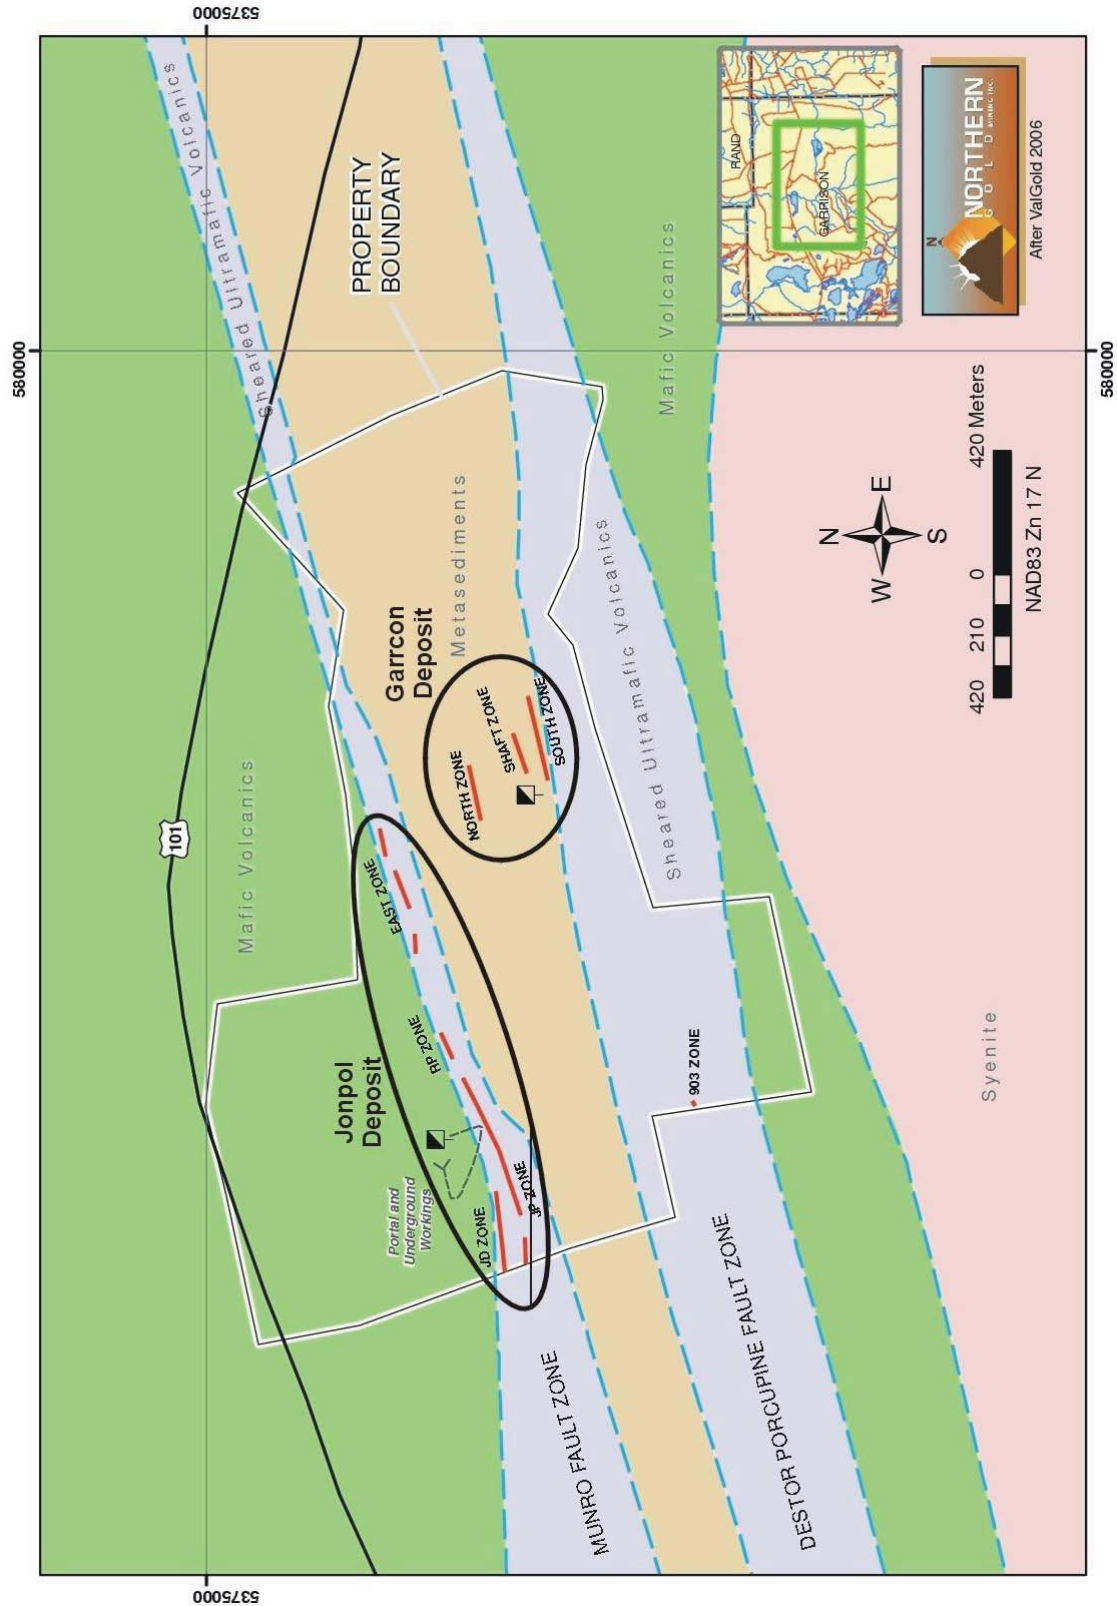 580000
5375000
5375000
101
Sheared Ultramafic Volcanics
PROPERTY
BOUNDARY
Mafic Volcanics
Jonpol
Deposit
Portal and
Underground
Workings
EAST ZONE
RP ZONE
JD ZONE
JP ZONE
Garrcon
Deposit
Metasediments
NORTH ZONE
SHAFT ZONE
SOUTH ZONE
Mafic Volcanics
Sheared Ultramafic Volcanics
903 ZONE
MUNRO FAULT ZONE
DESTOR PORCUPINE FAULT ZONE
Syenite
N
W E
S
420 210 0 420 Meters
NAD83 Zn 17 N
RAND
GARRISON
N
NORTHERN
GOLD MINING INC.
After ValGold 2006
580000